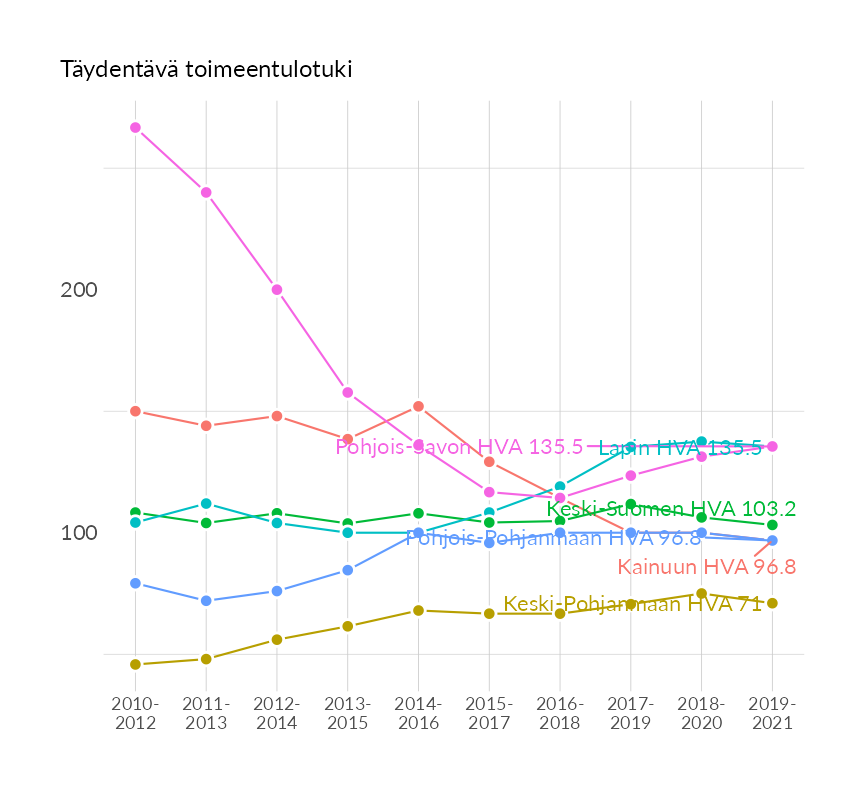 Täydentävä toimeentulotuki
200
100
Pohjois-Savon HVA 135.5
Lapin HVA 135.5
Keski-Suomen HVA 103.2
Pohjois-Pohjanmaan HVA 96.8
Kainuun HVA 96.8
Keski-Pohjanmaan HVA 71
2010- 2011- 2012- 2013- 2014- 2015- 2016- 2017- 2018- 2019-
2012 2013 2014 2015 2016 2017 2018 2019 2020 2021